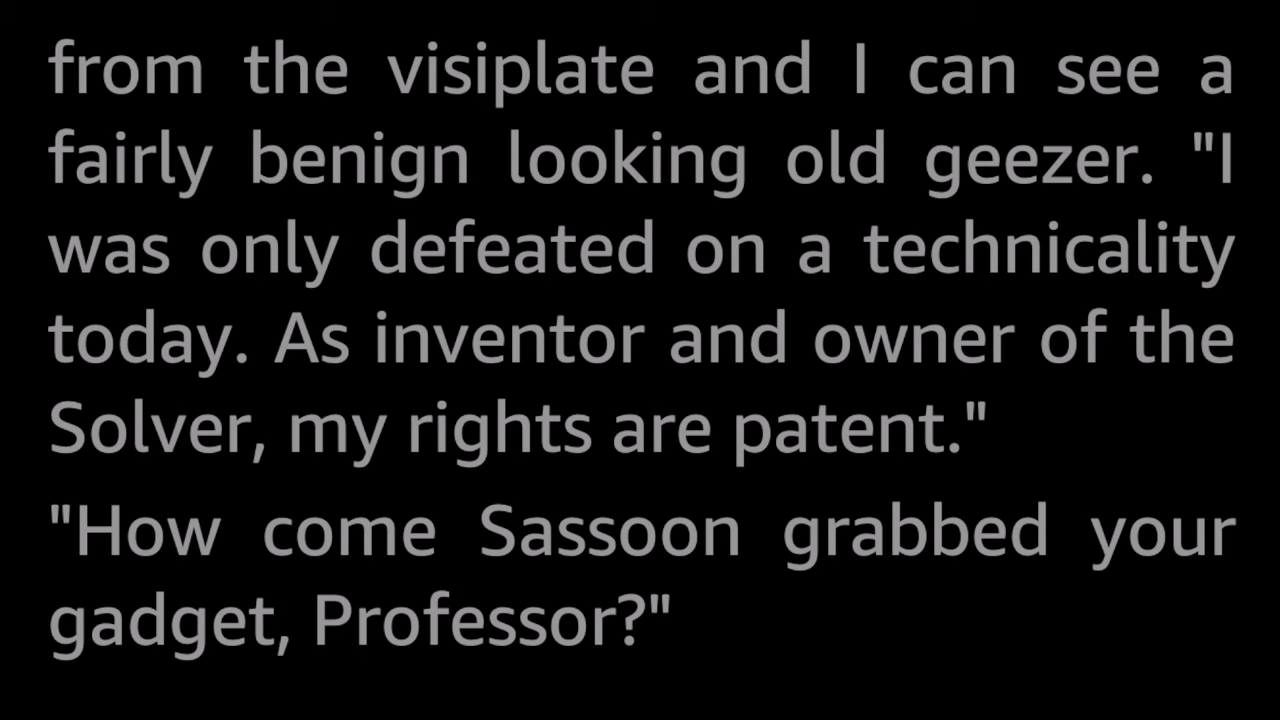 from the visiplate and I can see a
fairly benign looking old geezer. "I
was only defeated on a technicality
today. As inventor and owner of the
Solver, my rights are patent."
"How come Sassoon grabbed your
gadget, Professor?"